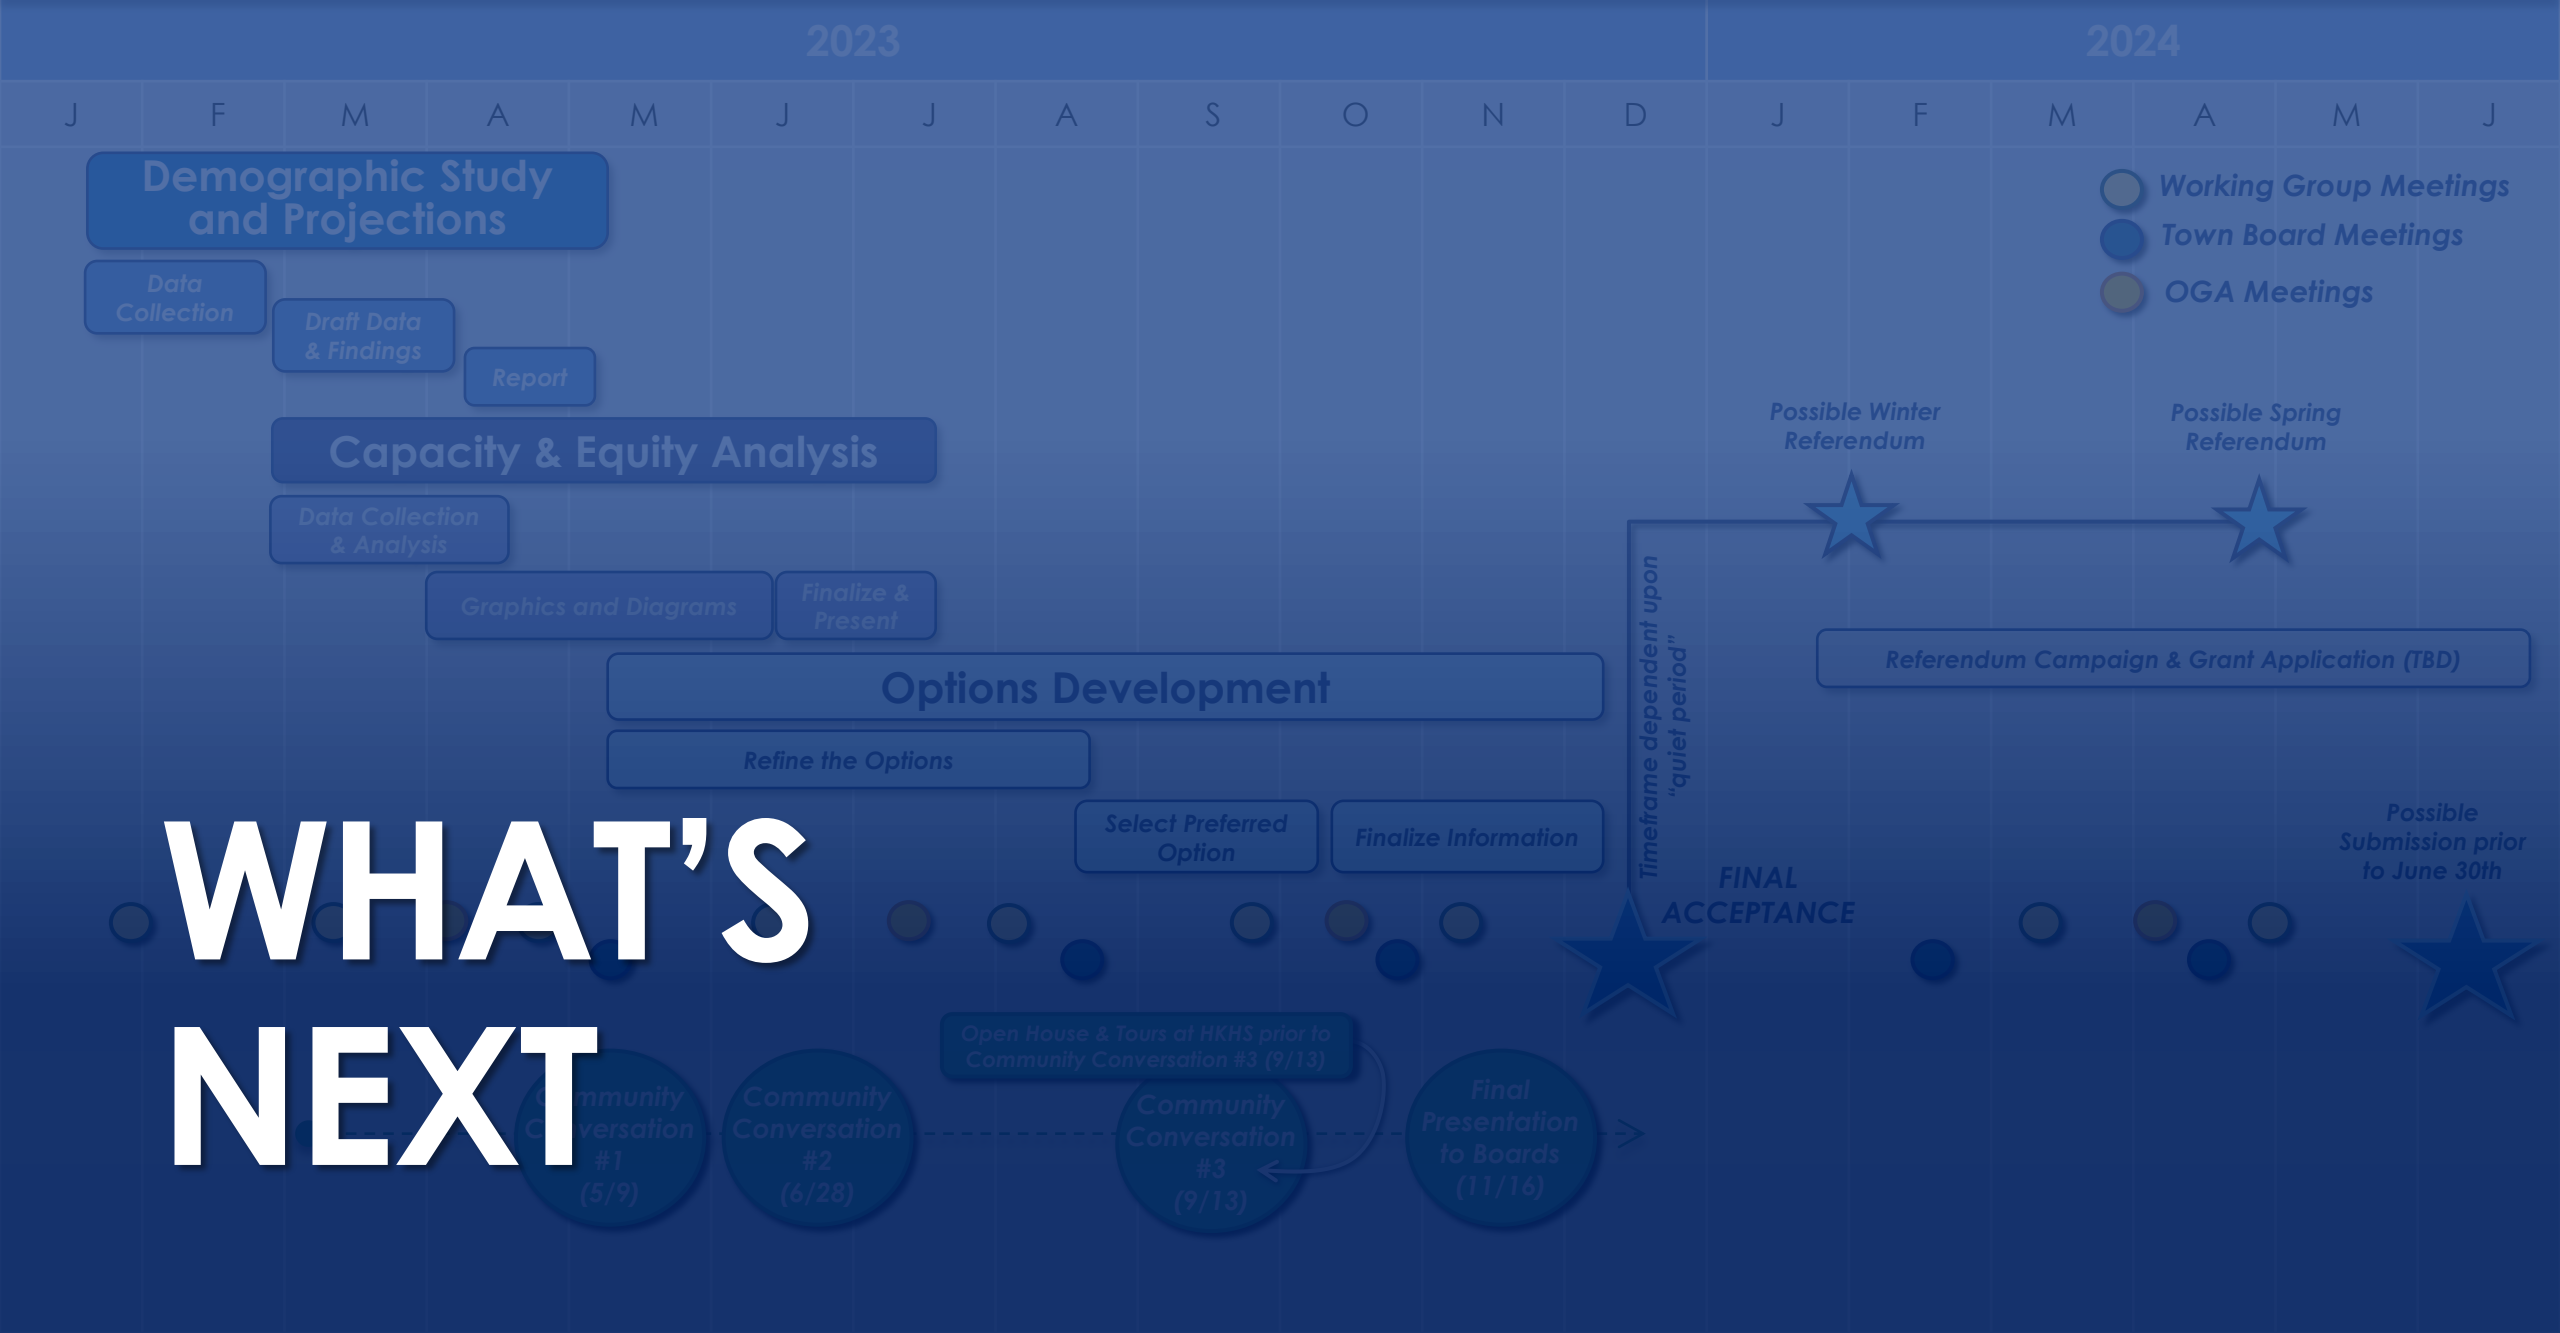 2023
2024
J F M A M J J A S O N D J F M A M J
Demographic Study
and Projections
Working Group Meetings
Town Board Meetings
OGA Meetings
Data
Collection
Draft Data
& Findings
Report
Possible Winter
Referendum
Possible Spring
Referendum
Capacity & Equity Analysis
Data Collection
& Analysis
Graphics and Diagrams
Finalize &
Present
Timeframe dependent upon
"quiet period"
Referendum Campaign & Grant Application (TBD)
Options Development
Refine the Options
Select Preferred
Option
Finalize Information
FINAL
ACCEPTANCE
Possible
Submission prior
to June 30th
WHAT'S
NEXT
Open House & Tours at HKHS prior to
Community Conversation #3 (9/13)
Community
Conversation
#1
(5/9)
Community
Conversation
#2
(6/28)
Community
Conversation
#3
(9/13)
Final
Presentation
to Boards
(11/16)